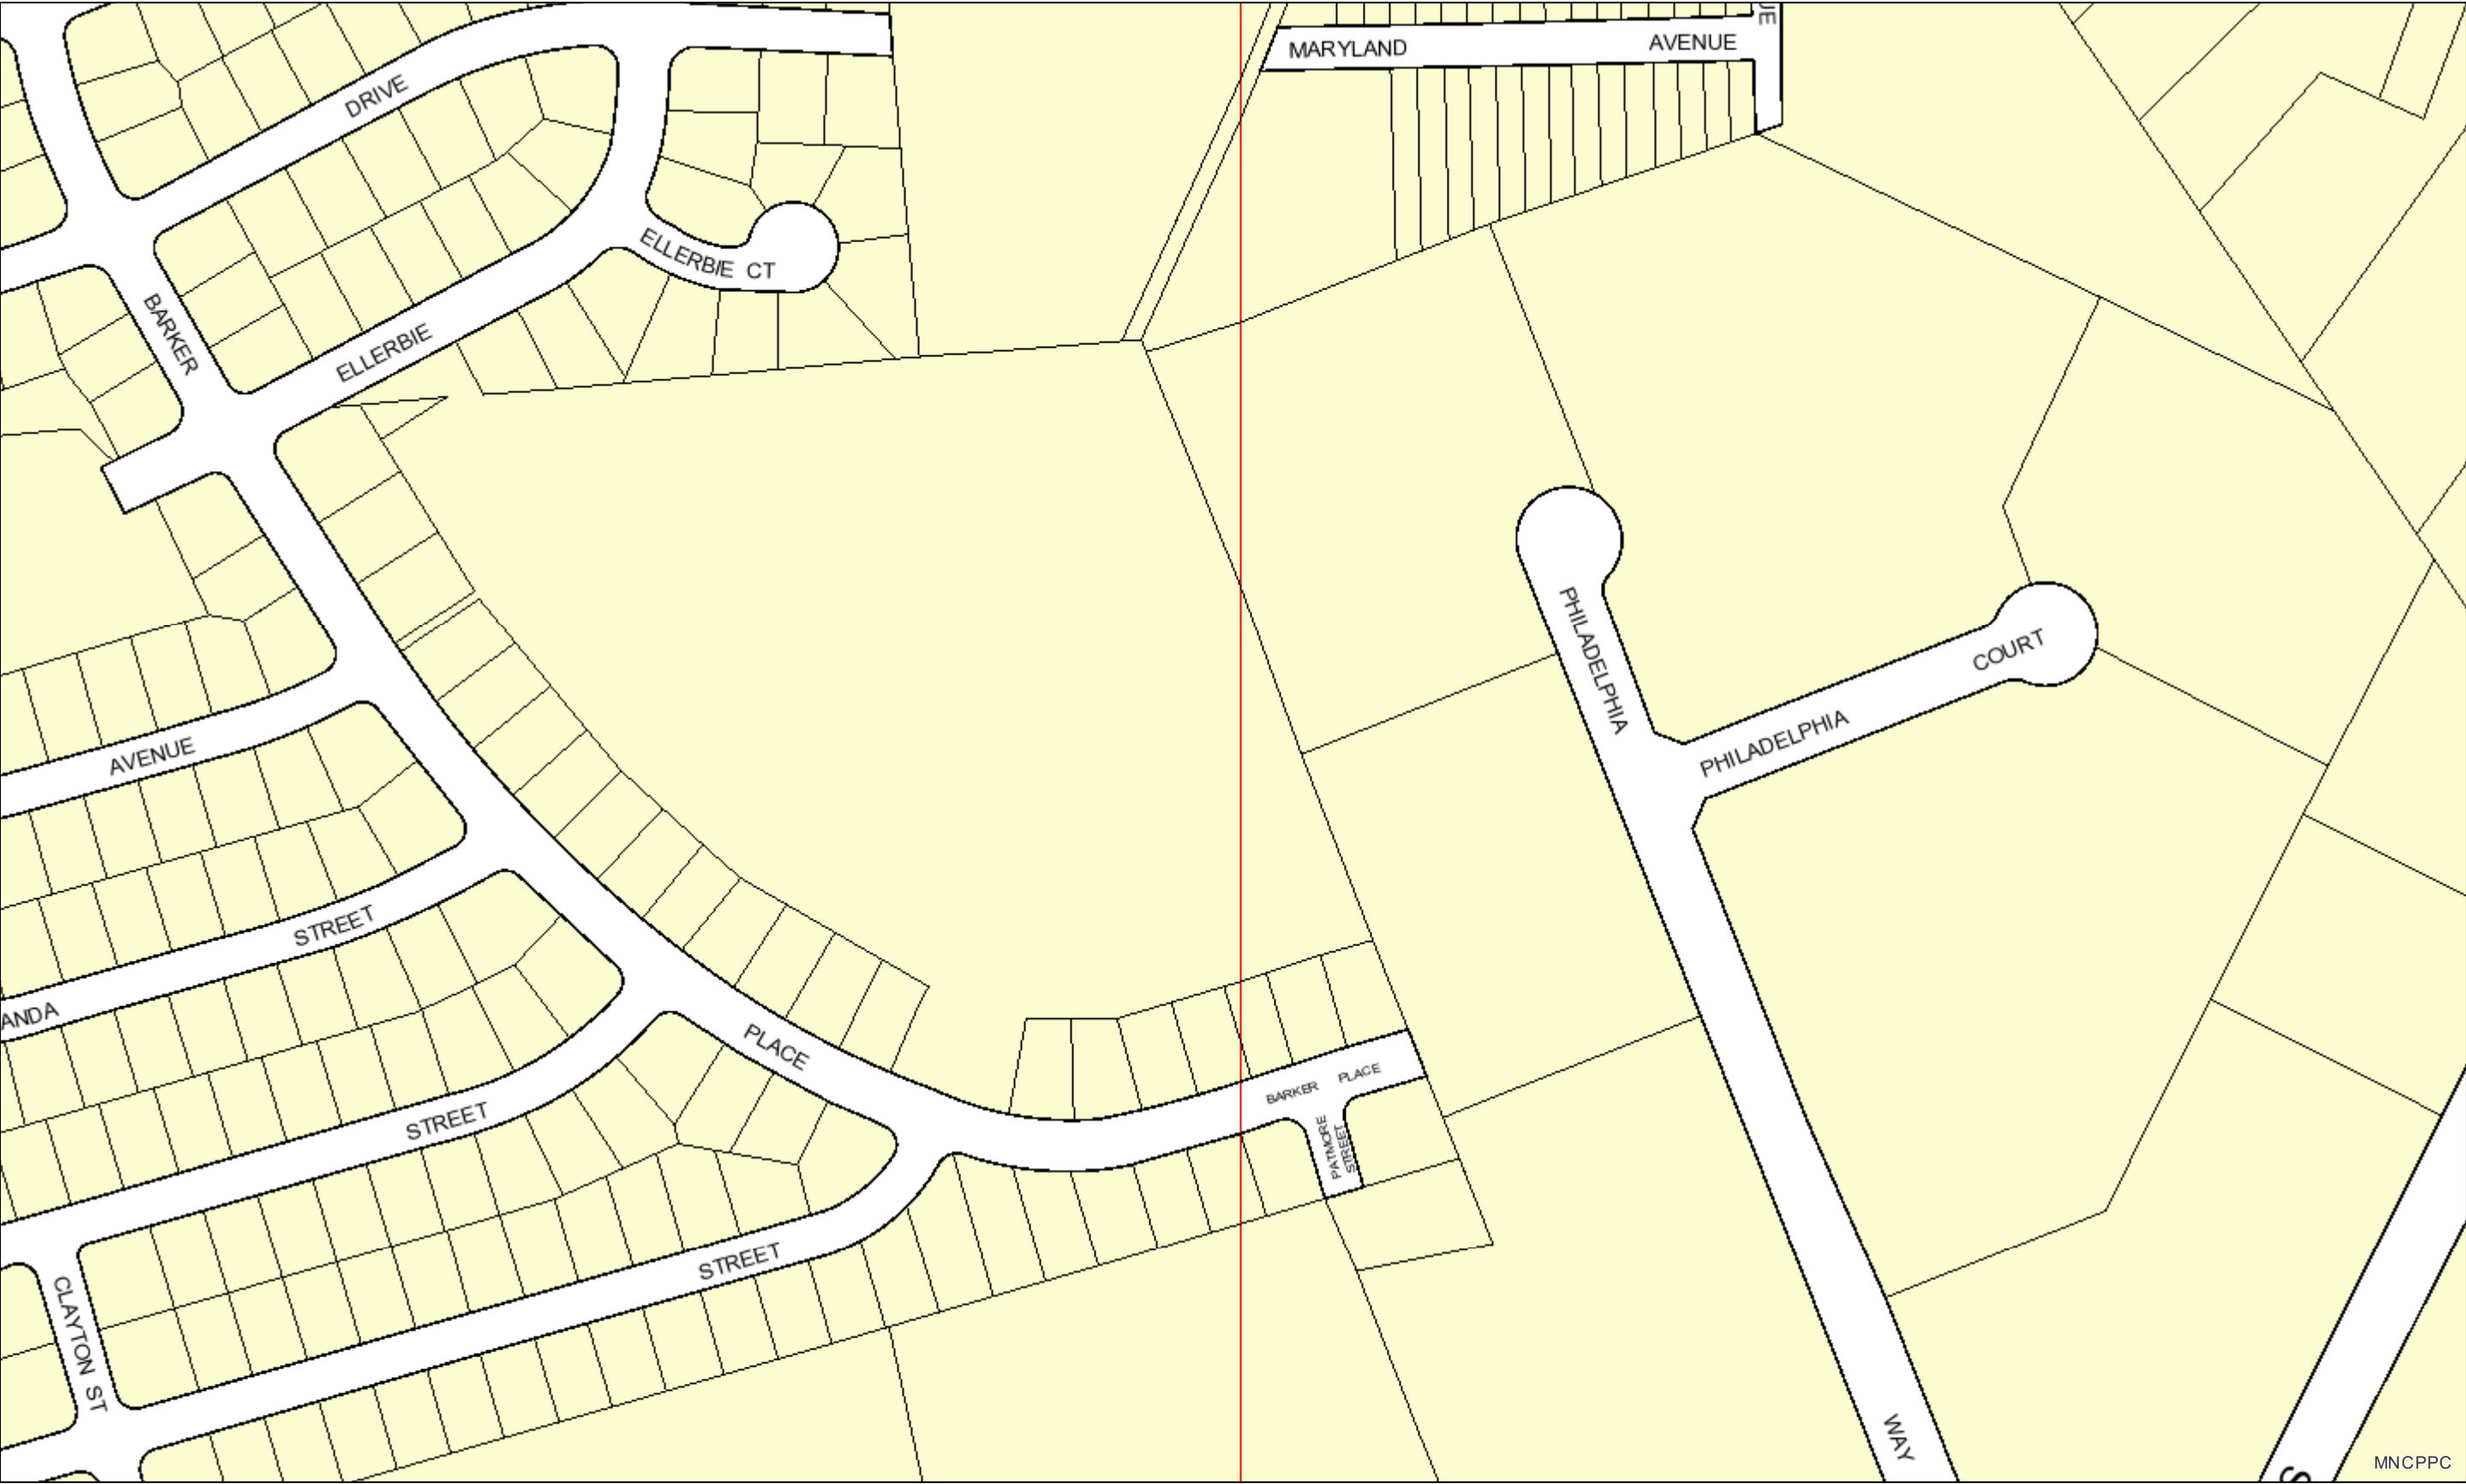 MARYLAND AVENUE
DRIVE
ELLERBIE CT
BARKER
ELLERBIE
PHILADELPHIA
COURT
PHILADELPHIA
AVENUE
STREET
ANDA
PLACE
BARKER PLACE
STREET
PATMORE
STREET
STREET
CLAYTON ST
WAY
MNCPPC